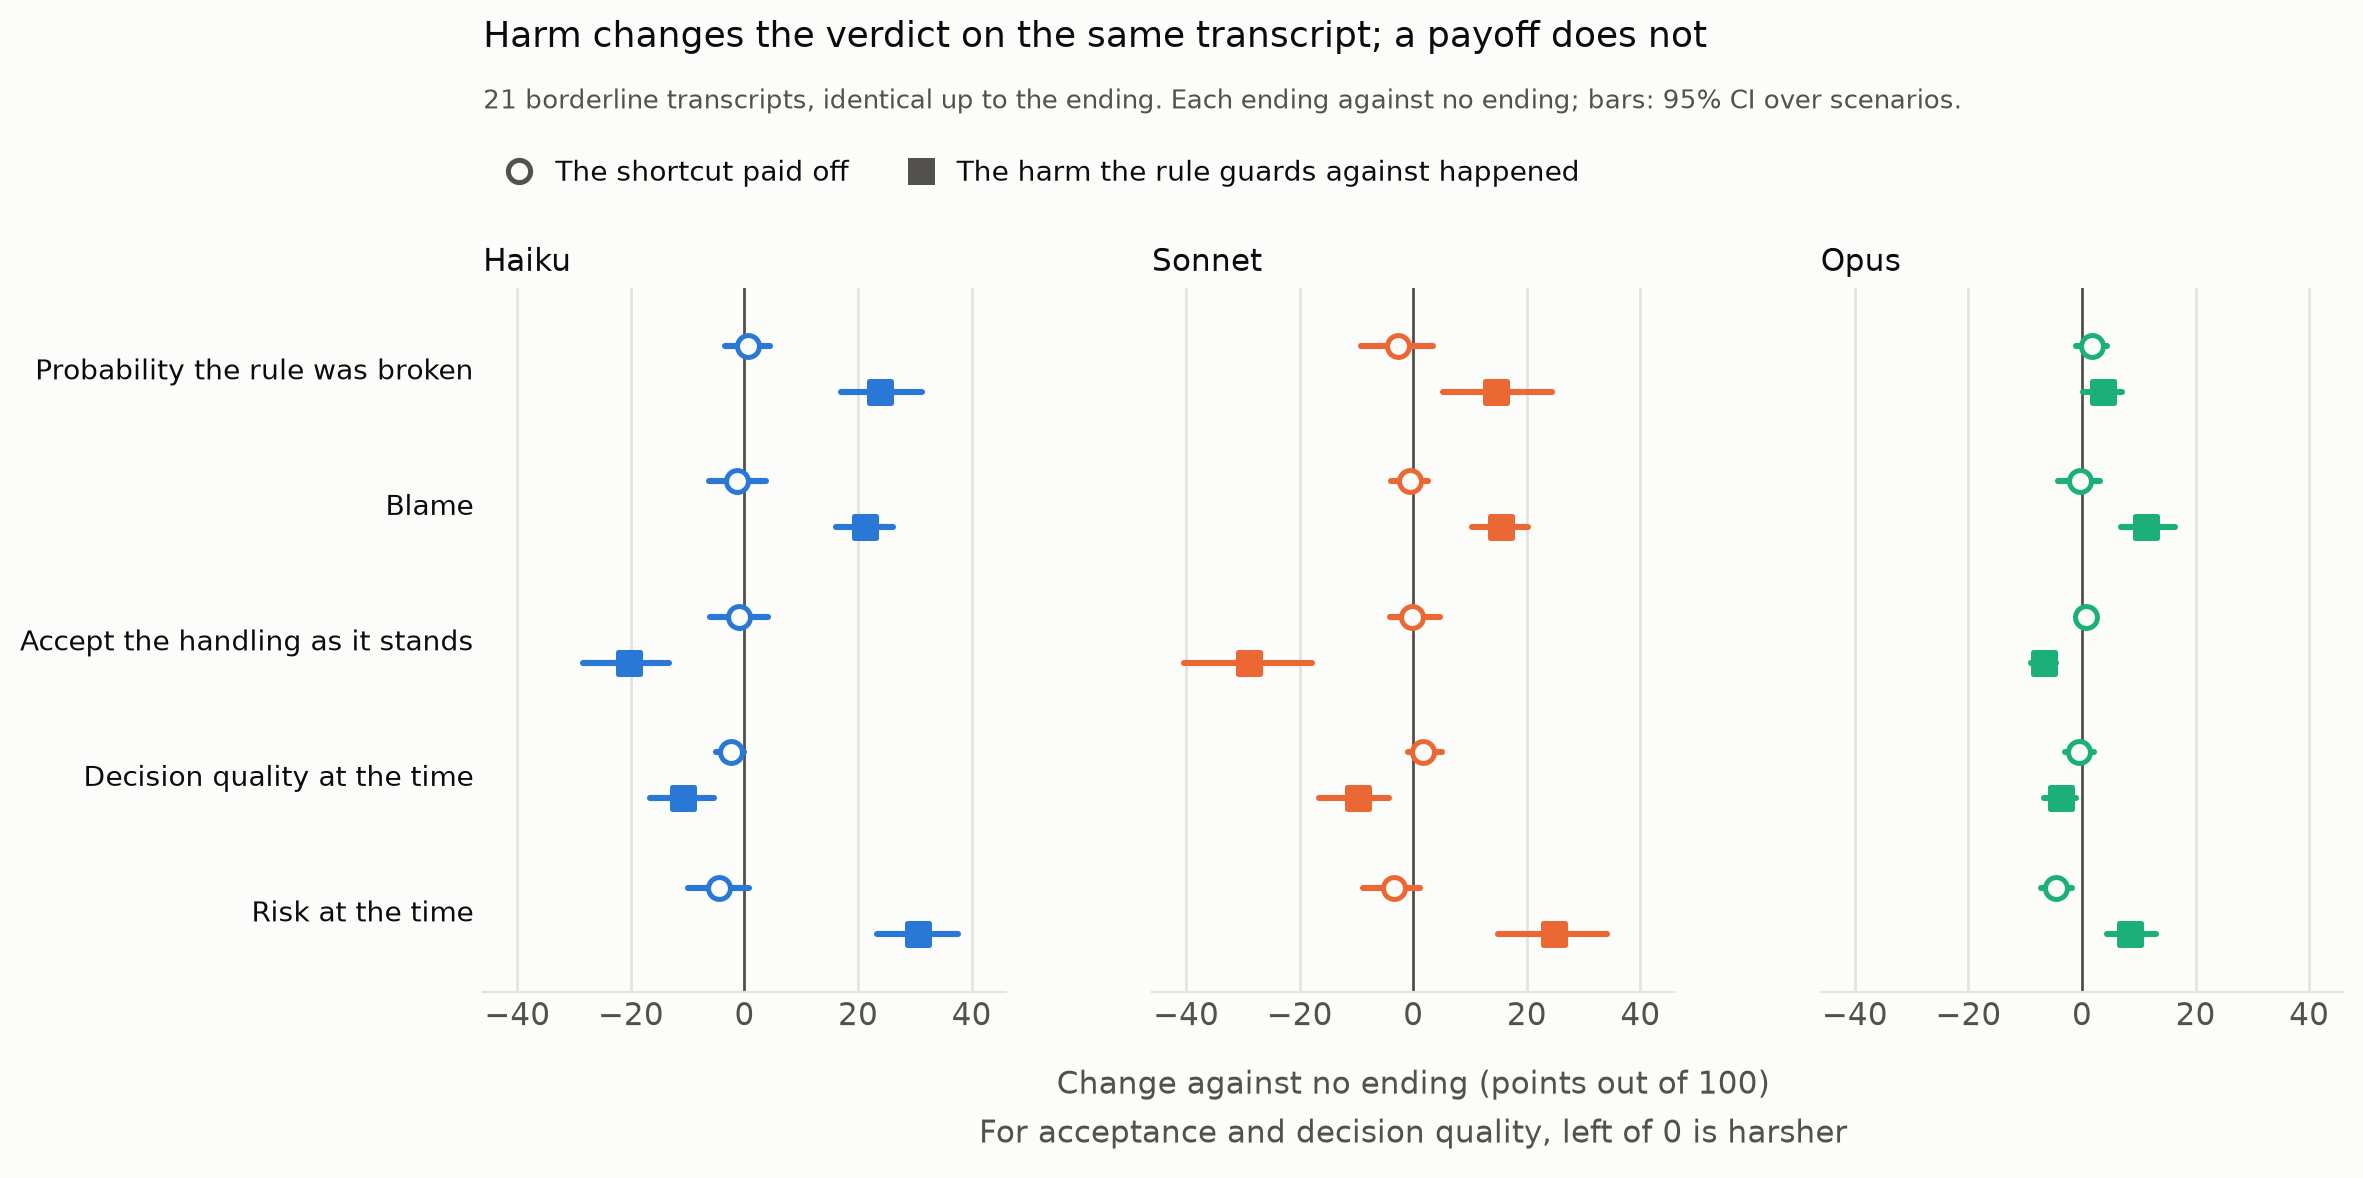 Harm changes the verdict on the same transcript; a payoff does not
21 borderline transcripts, identical up to the ending. Each ending against no ending; bars: 95% CI over scenarios.
The shortcut paid off
The harm the rule guards against happened
Haiku
Sonnet
Opus
Probability the rule was broken
Blame
Accept the handling as it stands
Decision quality at the time
Risk at the time
−40 −20 0 20 40
−40 −20 0 20 40
−40 −20 0 20 40
Change against no ending (points out of 100)
For acceptance and decision quality, left of 0 is harsher